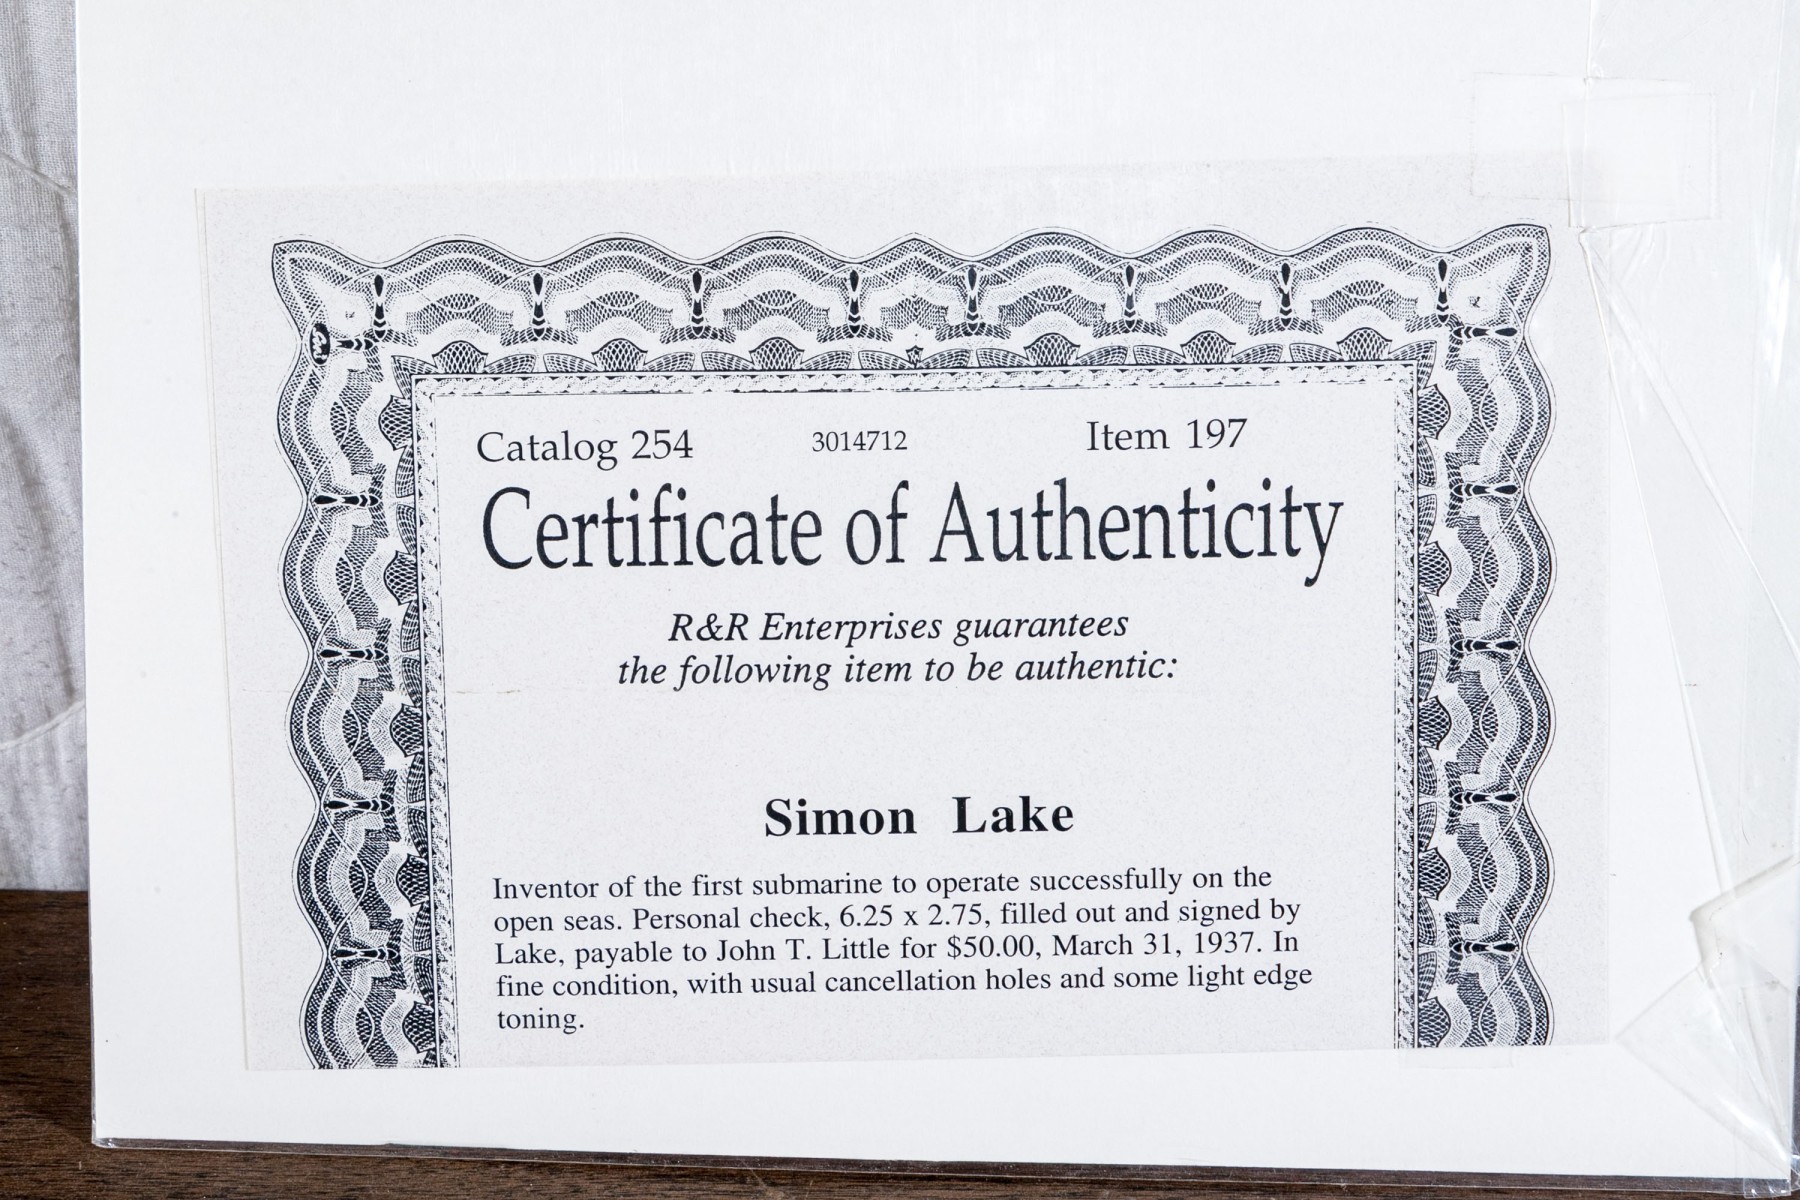 Catalog 254 3014712 Item 197
Certificate of Authenticity
R&R Enterprises guarantees
the following item to be authentic:
Simon Lake
Inventor of the first submarine to operate successfully on the
open seas. Personal check, 6.25 x 2.75, filled out and signed by
Lake, payable to John T. Little for $50.00, March 31, 1937. In
fine condition, with usual cancellation holes and some light edge
toning.